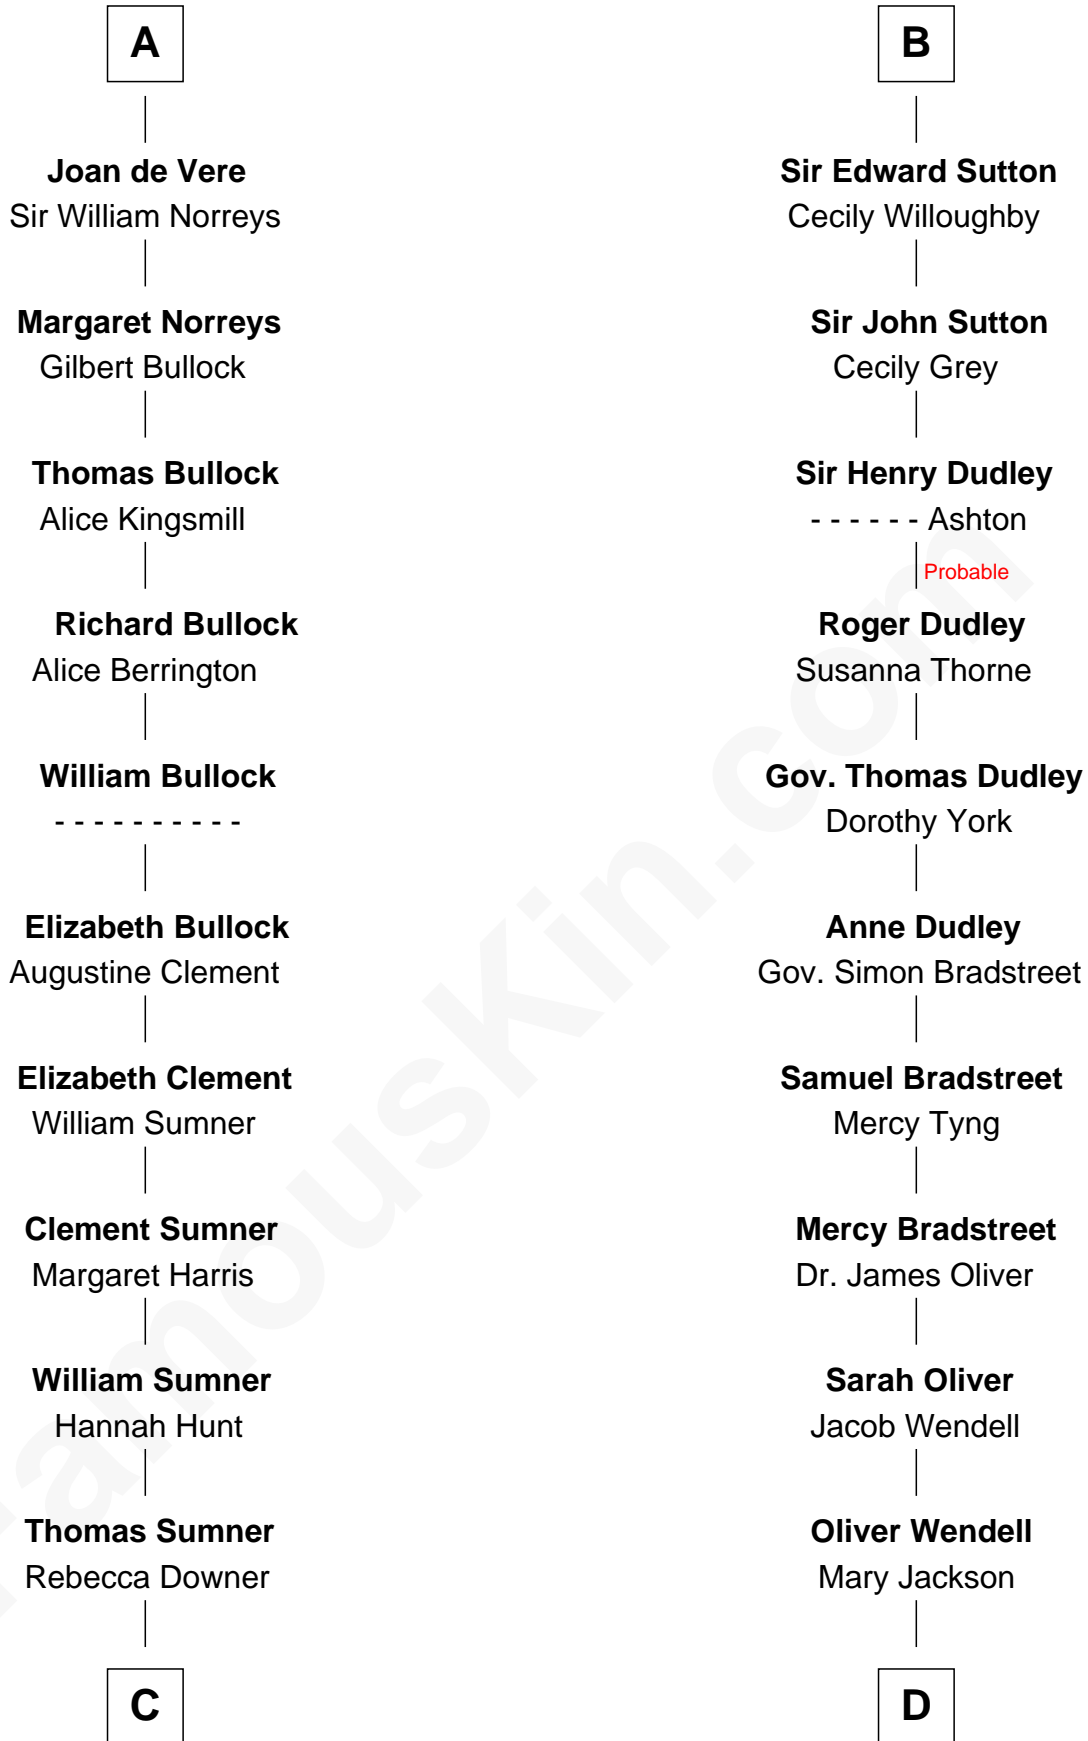 A
Joan de Vere
Sir William Norreys
Margaret Norreys
Gilbert Bullock
Thomas Bullock
Alice Kingsmill
Richard Bullock
Alice Berrington
William Bullock
- - - - - - - - - -
Elizabeth Bullock
Augustine Clement
Elizabeth Clement
William Sumner
Clement Sumner
Margaret Harris
William Sumner
Hannah Hunt
Thomas Sumner
Rebecca Downer
C
B
Sir Edward Sutton
Cecily Willoughby
Sir John Sutton
Cecily Grey
Sir Henry Dudley
- - - - - - Ashton
Probable
Roger Dudley
Susanna Thorne
Gov. Thomas Dudley
Dorothy York
Anne Dudley
Gov. Simon Bradstreet
Samuel Bradstreet
Mercy Tyng
Mercy Bradstreet
Dr. James Oliver
Sarah Oliver
Jacob Wendell
Oliver Wendell
Mary Jackson
D
FamousKin.com